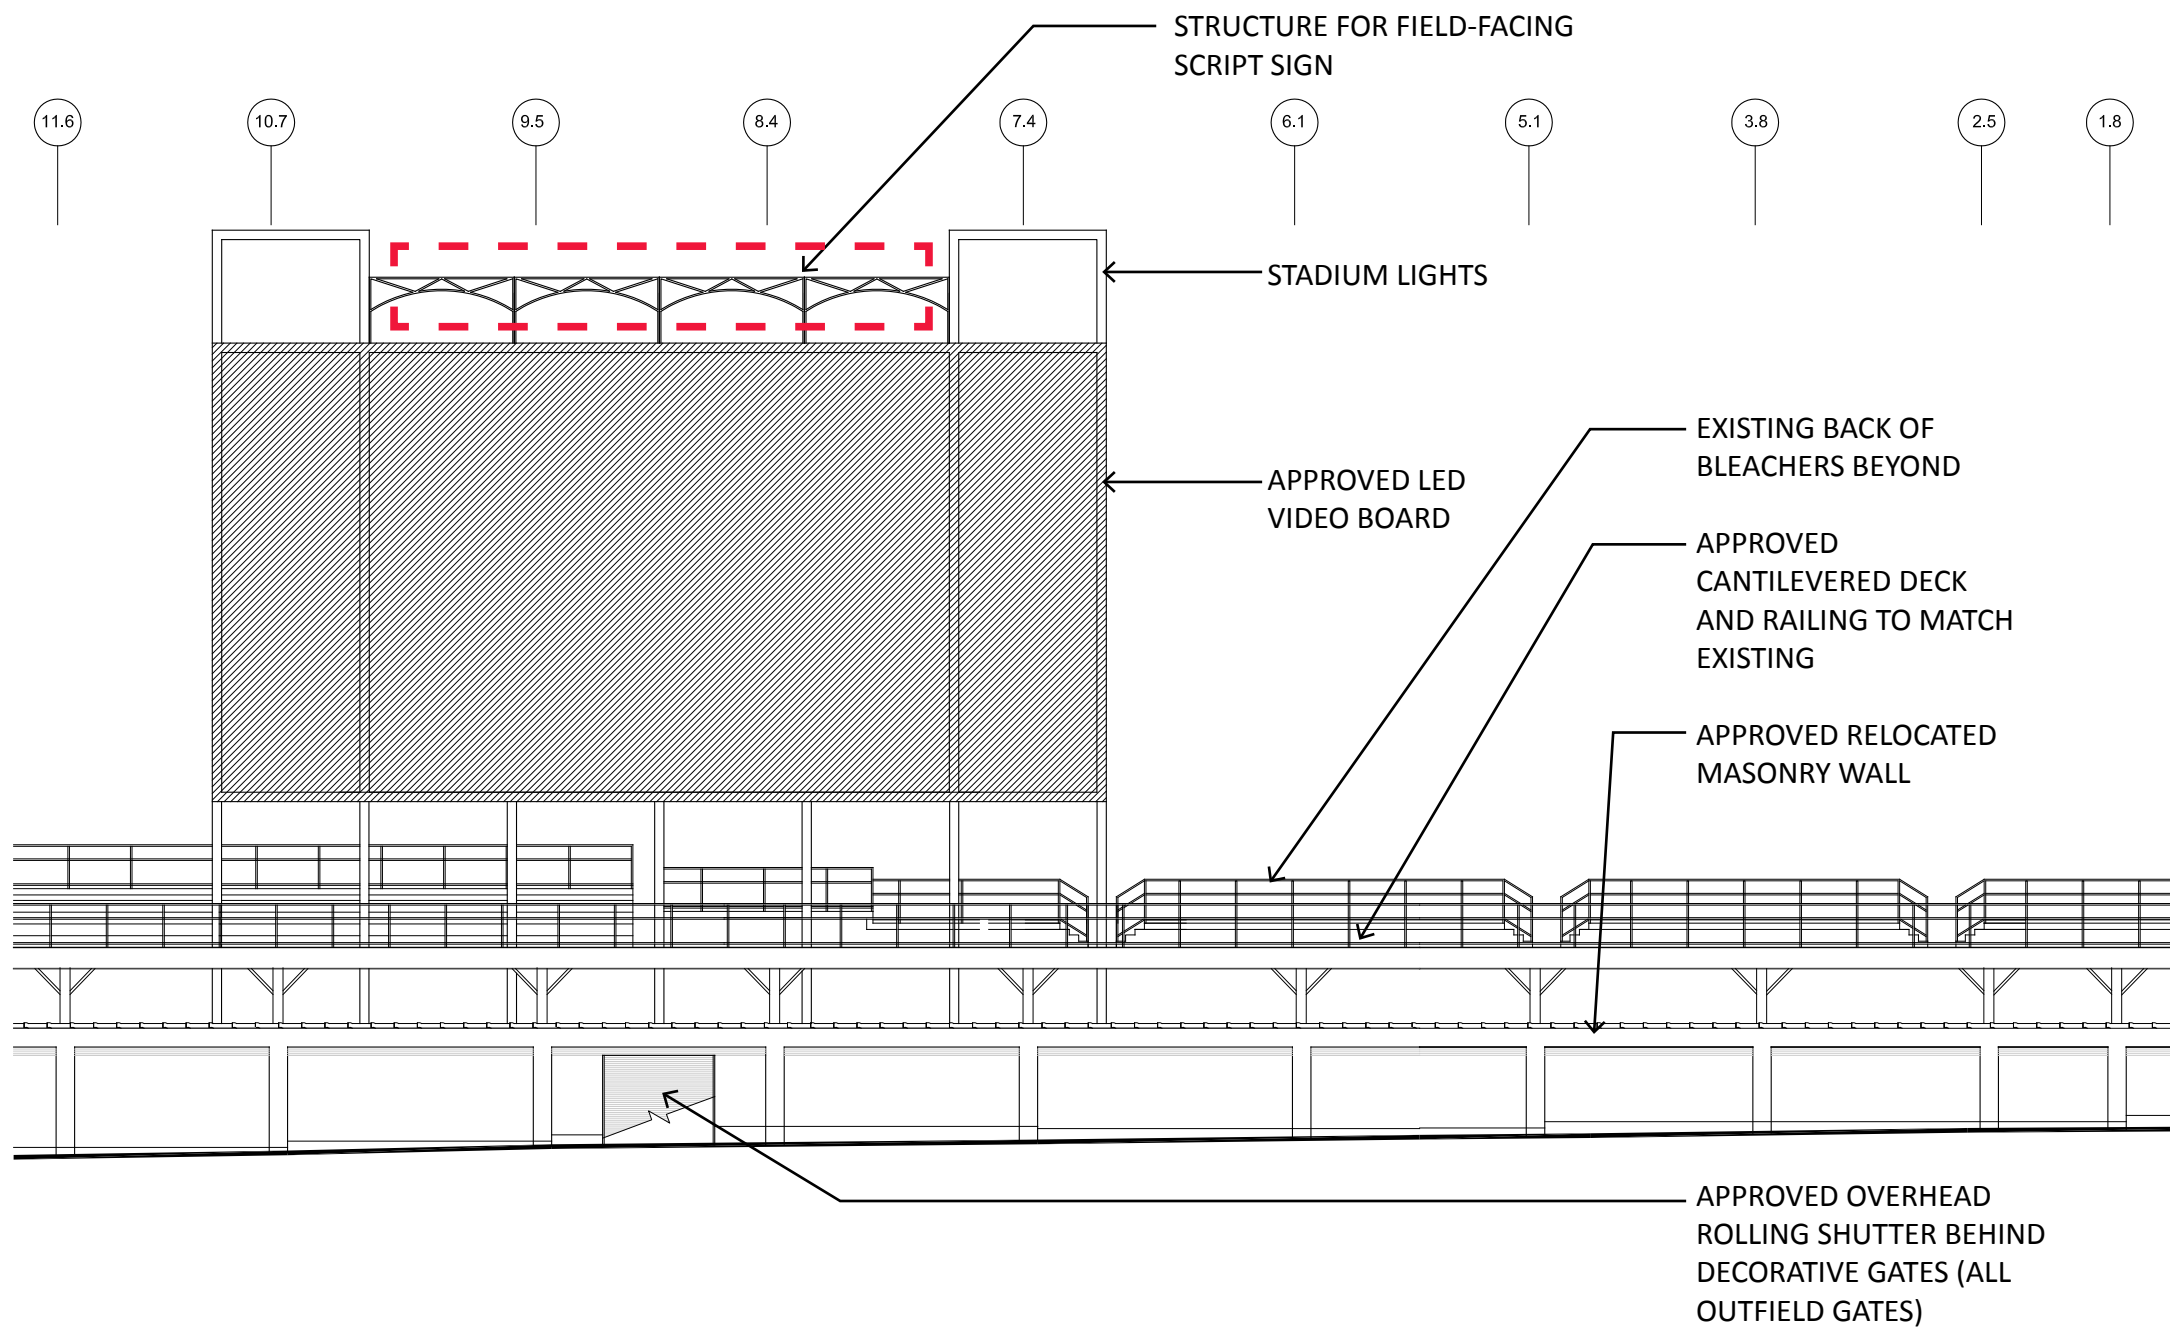 STRUCTURE FOR FIELD-FACING
SCRIPT SIGN
11.6
10.7
9.5
8.4
7.4
6.1
5.1
3.8
2.5
1.8
STADIUM LIGHTS
EXISTING BACK OF
BLEACHERS BEYOND
APPROVED LED
VIDEO BOARD
APPROVED
CANTILEVERED DECK
AND RAILING TO MATCH
EXISTING
APPROVED RELOCATED
MASONRY WALL
APPROVED OVERHEAD
ROLLING SHUTTER BEHIND
DECORATIVE GATES (ALL
OUTFIELD GATES)